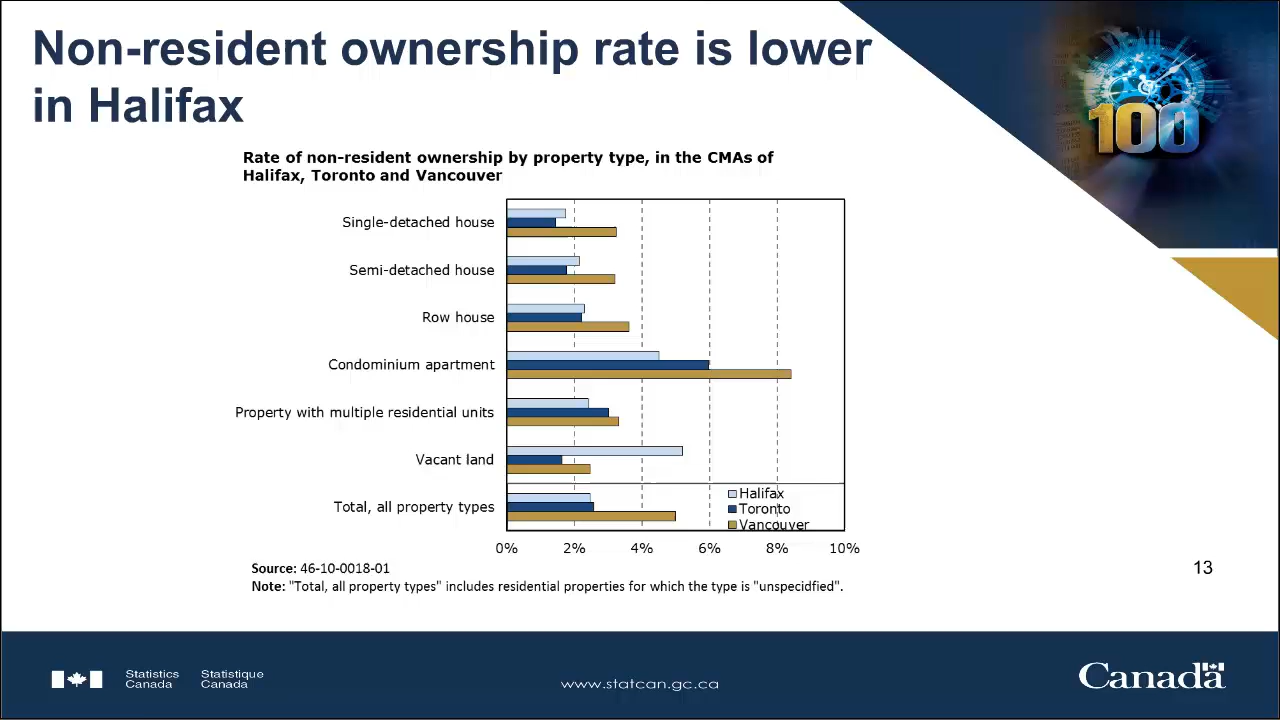 Non-resident ownership rate is lower
in Halifax
100
Rate of non-resident ownership by property type, in the CMAs of
Halifax, Toronto and Vancouver
Single-detached house
Semi-detached house
Row house
Condominium apartment
Property with multiple residential units
Vacant land
Total, all property types
Halifax
Toronto
Vancouver
0% 2% 4% 6% 8% 10%
Source: 46-10-0018-01
Note: "Total, all property types" includes residential properties for which the type is "unspecidfied".
13
Statistics Statistique
Canada Canada
www.statcan.gc.ca
Canada